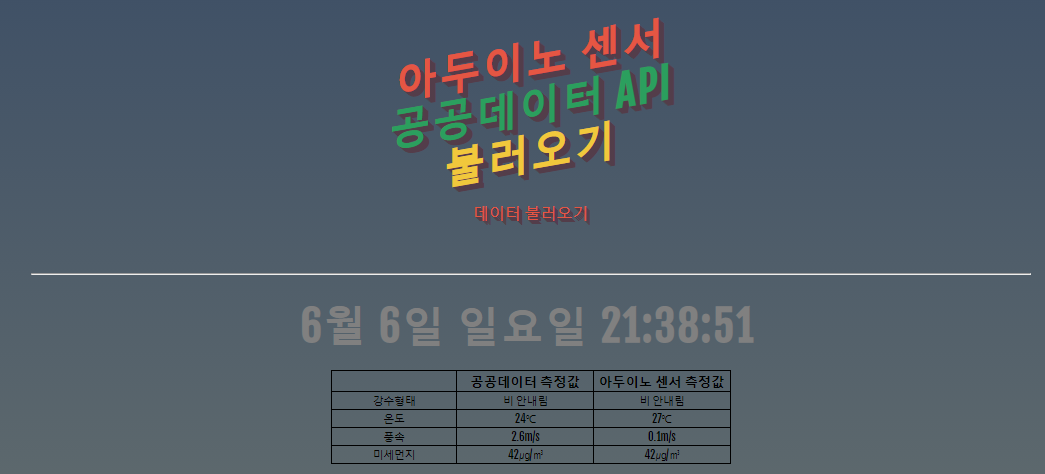 아두이노 센서
공공데이터 API
불러오기
데이터 불러오기
6월 6일 일요일 21:38:51
공공데이터 측정값 아두이노 센서 측정값
강수형태 비 안내림 비 안내림
온도 24℃ 27℃
풍속 2.6m/s 0.1m/s
미세먼지 42㎍/㎥ 42㎍/㎥